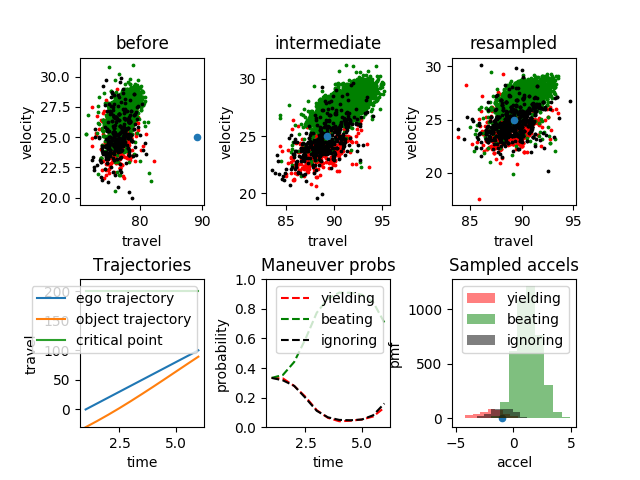 before
intermediate
resampled
30.0
27.5
25.0
22.5
20.0
velocity
80
90
travel
30
25
20
velocity
85
90
95
travel
30
25
20
velocity
85
90
95
travel
Trajectories
Maneuver probs
Sampled accels
200
150
100
50
0
travel
ego trajectory
object trajectory
critical point
2.5
5.0
time
1.0
0.8
0.6
0.4
0.2
0.0
probability
yielding
beating
ignoring
2.5
5.0
time
1000
500
0
pmf
yielding
beating
ignoring
−5
0
5
accel